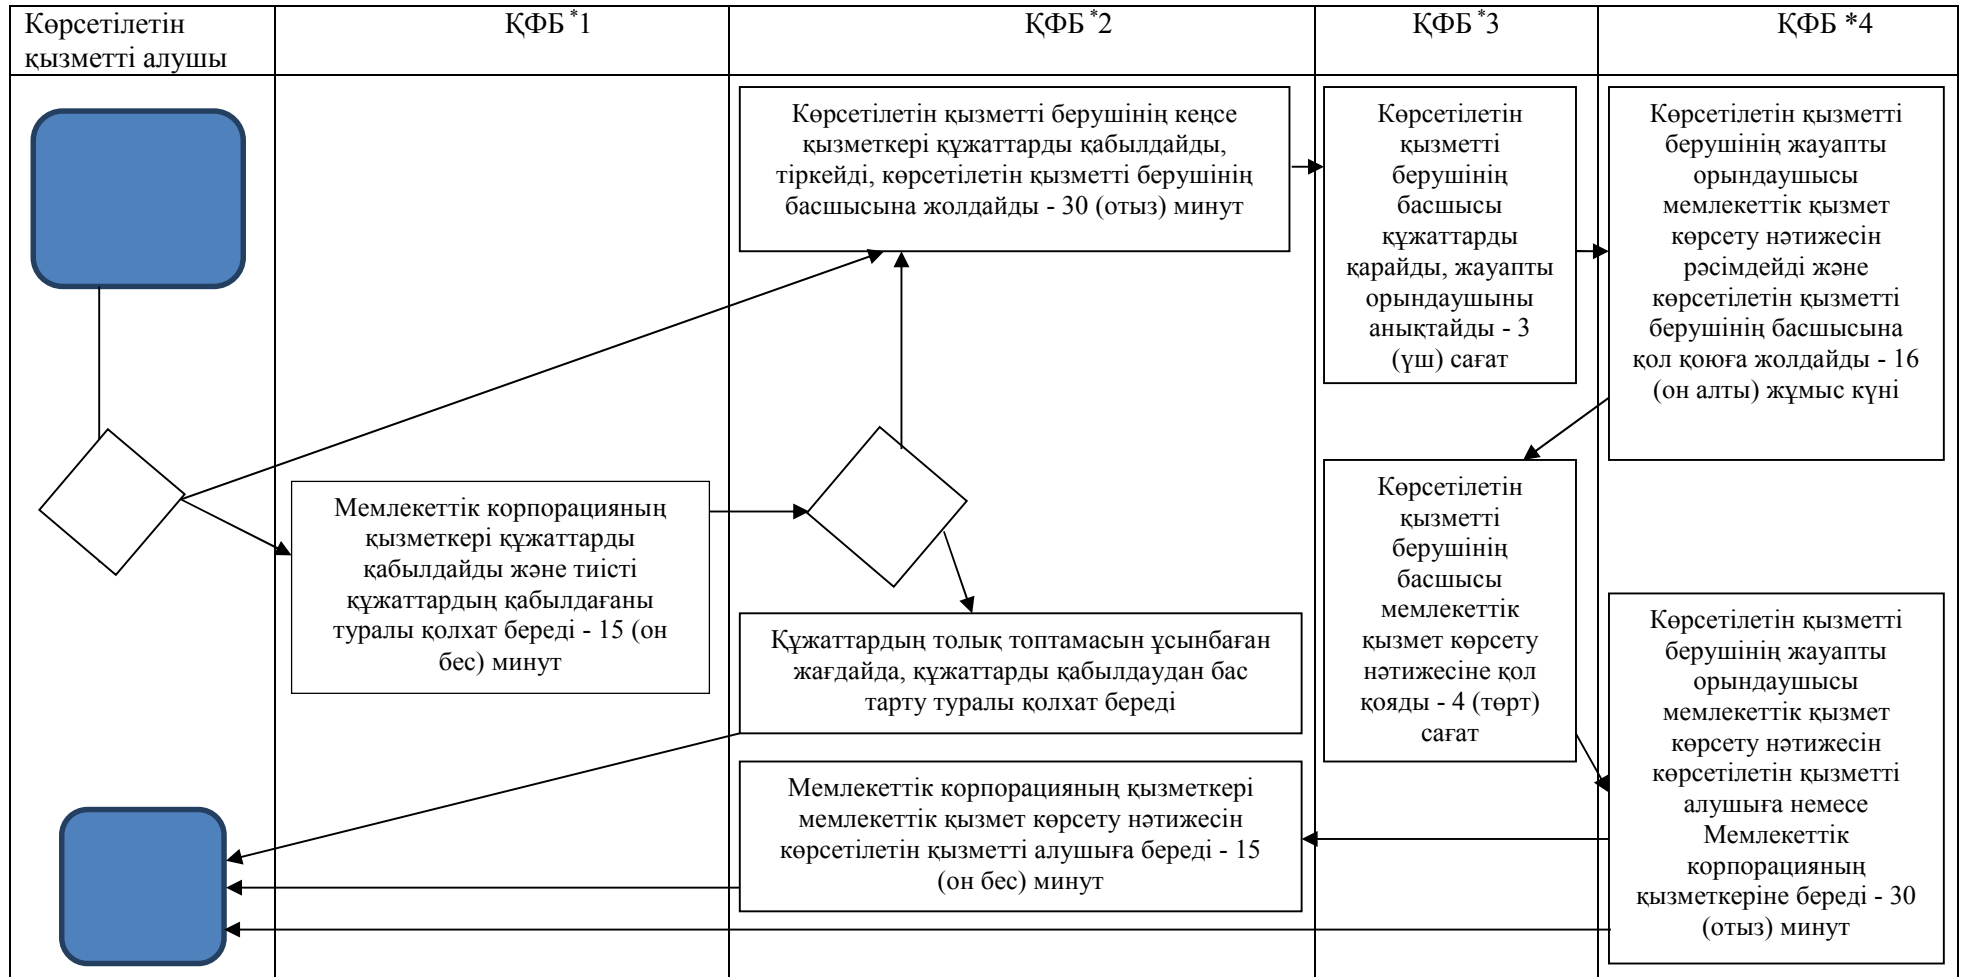 Көрсетілетін
қызметті алушы
ҚФБ *1
ҚФБ *2
ҚФБ *3
ҚФБ *4
Көрсетілетін қызметті берушінің кеңсе
қызметкері құжаттарды қабылдайды,
тіркейді, көрсетілетін қызметті берушінің
басшысына жолдайды - 30 (отыз) минут
Көрсетілетін
қызметті
берушінің
басшысы
құжаттарды
қарайды, жауапты
орындаушыны
анықтайды - 3
(үш) сағат
Көрсетілетін қызметті
берушінің жауапты
орындаушысы
мемлекеттік қызмет
көрсету нәтижесін
рәсімдейді және
көрсетілетін қызметті
берушінің басшысына
қол қоюға жолдайды - 16
(он алты) жұмыс күні
Мемлекеттік корпорацияның
қызметкері құжаттарды
қабылдайды және тиісті
құжаттардың қабылдағаны
туралы қолхат береді - 15 (он
бес) минут
Құжаттардың толық топтамасын ұсынбаған
жағдайда, құжаттарды қабылдаудан бас
тарту туралы қолхат береді
Мемлекеттік корпорацияның қызметкері
мемлекеттік қызмет көрсету нәтижесін
көрсетілетін қызметті алушыға береді - 15
(он бес) минут
Көрсетілетін
қызметті
берушінің
басшысы
мемлекеттік
қызмет көрсету
нәтижесіне қол
қояды - 4 (төрт)
сағат
Көрсетілетін қызметті
берушінің жауапты
орындаушысы
мемлекеттік қызмет
көрсету нәтижесін
көрсетілетін қызметті
алушыға немесе
Мемлекеттік
корпорацияның
қызметкеріне береді - 30
(отыз) минут